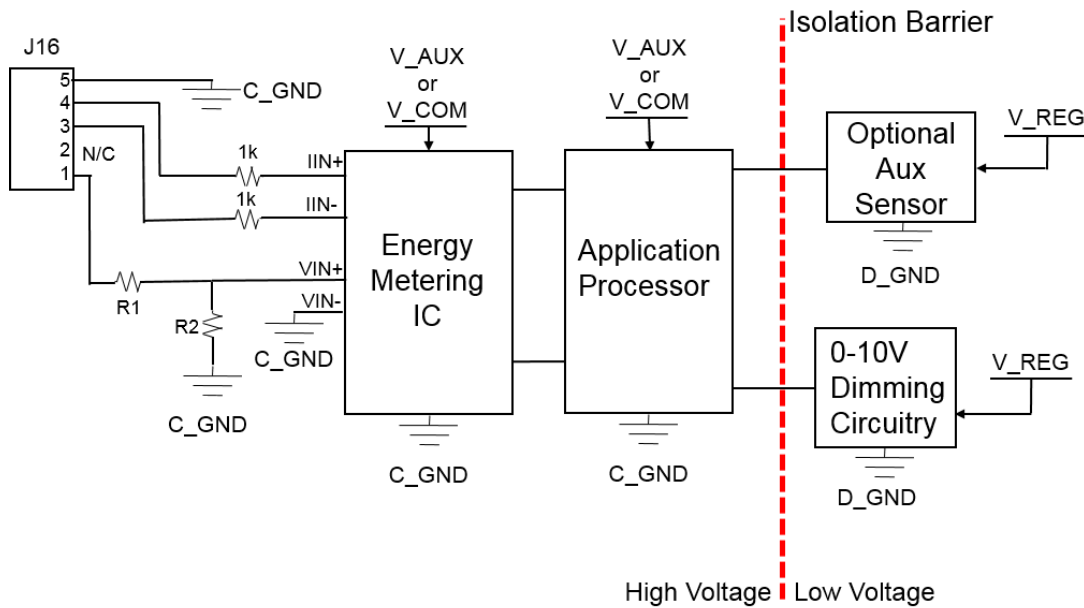 Isolation Barrier
J16
5
4
3
2
1
N/C
C_GND
1k
1k
IIN+
IIN-
VIN+
VIN-
R1
R2
C_GND
C_GND
V_AUX
or
V_COM
Energy
Metering
IC
C_GND
V_AUX
or
V_COM
Application
Processor
C_GND
Optional
Aux
Sensor
V_REG
D_GND
0-10V
Dimming
Circuitry
V_REG
D_GND
High Voltage
Low Voltage